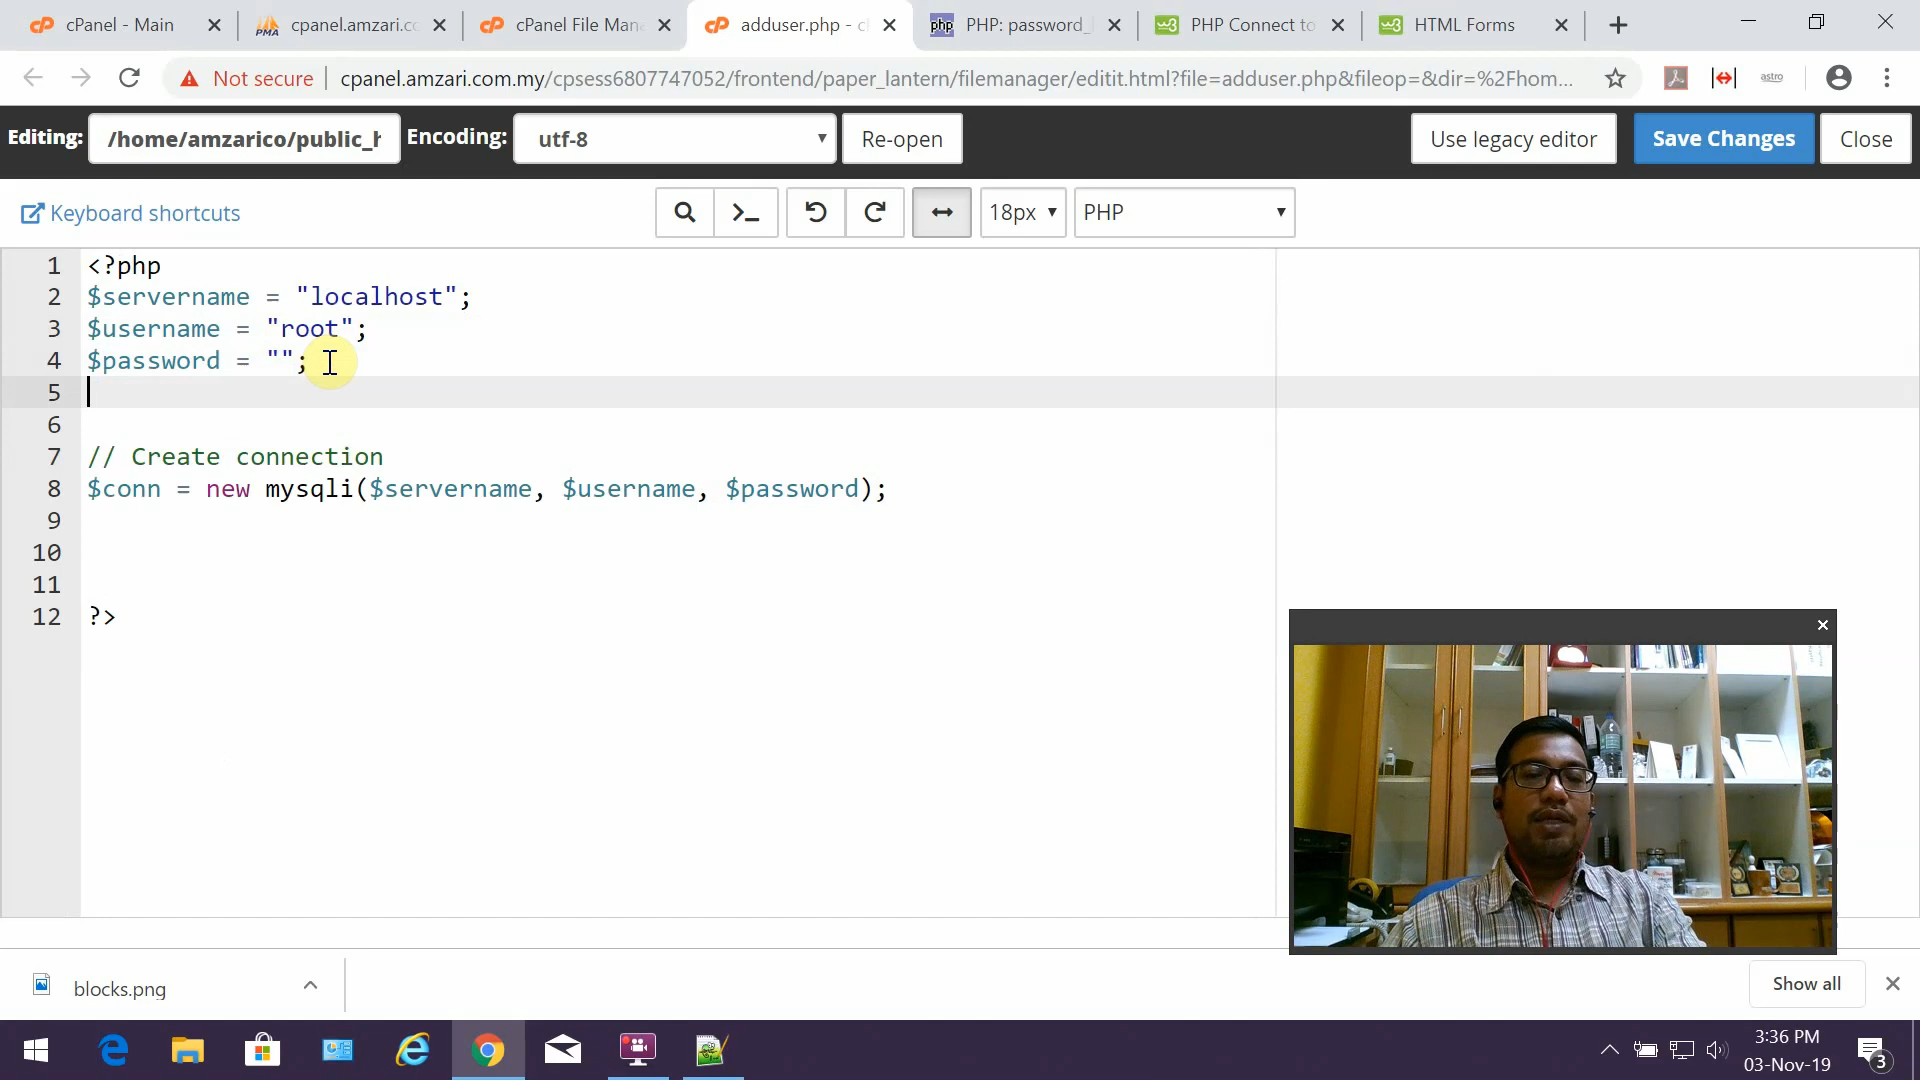 cPanel - Main
cpanel.amzari.cc
cPanel File Man
adduser.php - c
PHP: password_
PHP Connect to
HTML Forms
Not secure
cpanel.amzari.com.my/cpsess6807747052/frontend/paper_lantern/filemanager/editit.html?file=adduser.php&fileop=&dir=%2Fhom...
astro
Editing:
/home/amzarico/public_h
Encoding:
utf-8
Re-open
Use legacy editor
Save Changes
Close
Keyboard shortcuts
18px
PHP
1 <?php
2 $servername = "localhost";
3 $username = "root";
4 $password = "";
5
6
7 // Create connection
8 $conn = new mysqli($servername, $username, $password);
9
10
11
12 ?>
blocks.png
Show all
3:36 PM
03-Nov-19
3